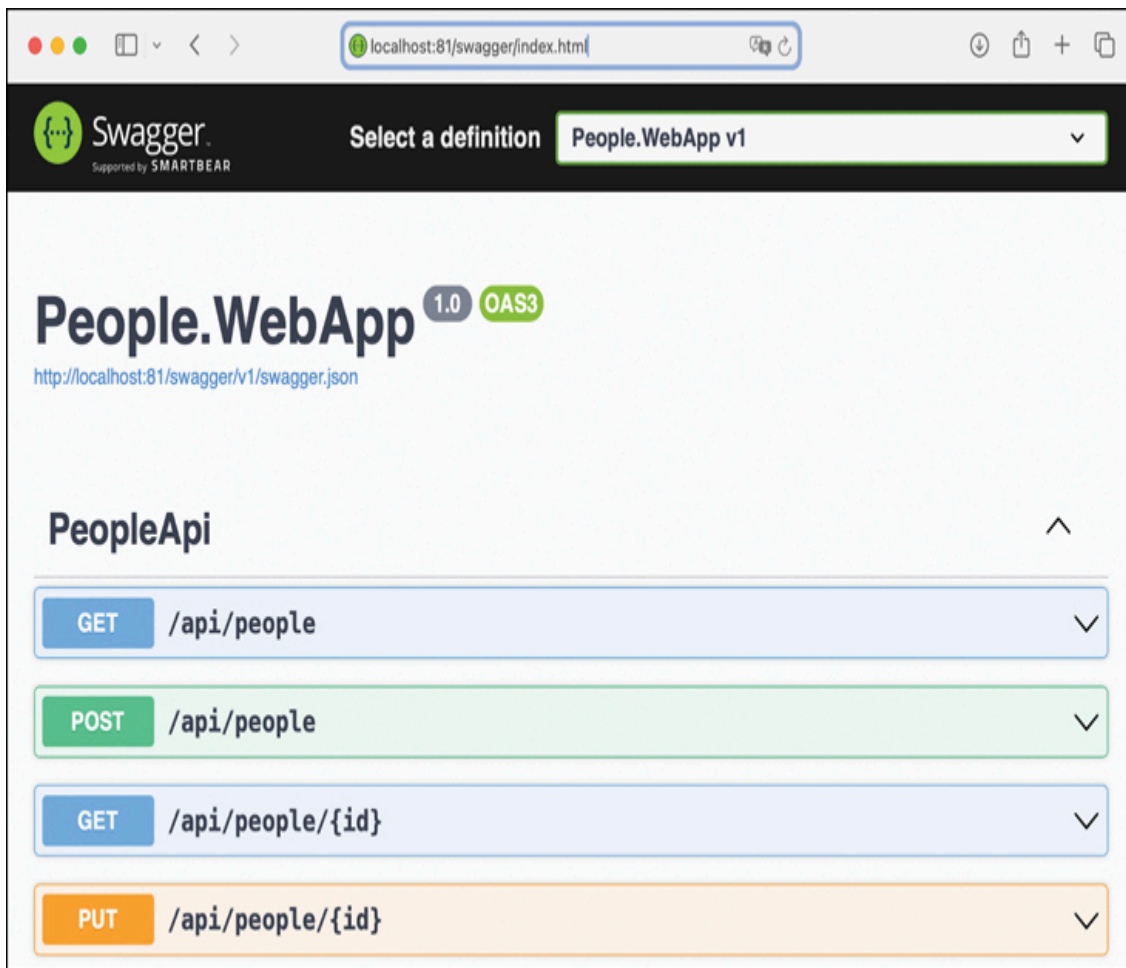 localhost:81/swagger/index.html
Swagger.
Supported by SMARTBEAR
Select a definition
People.WebApp v1
People.WebApp 1.0 OAS3
http://localhost:81/swagger/v1/swagger.json
PeopleApi
GET /api/people
POST /api/people
GET /api/people/{id}
PUT /api/people/{id}